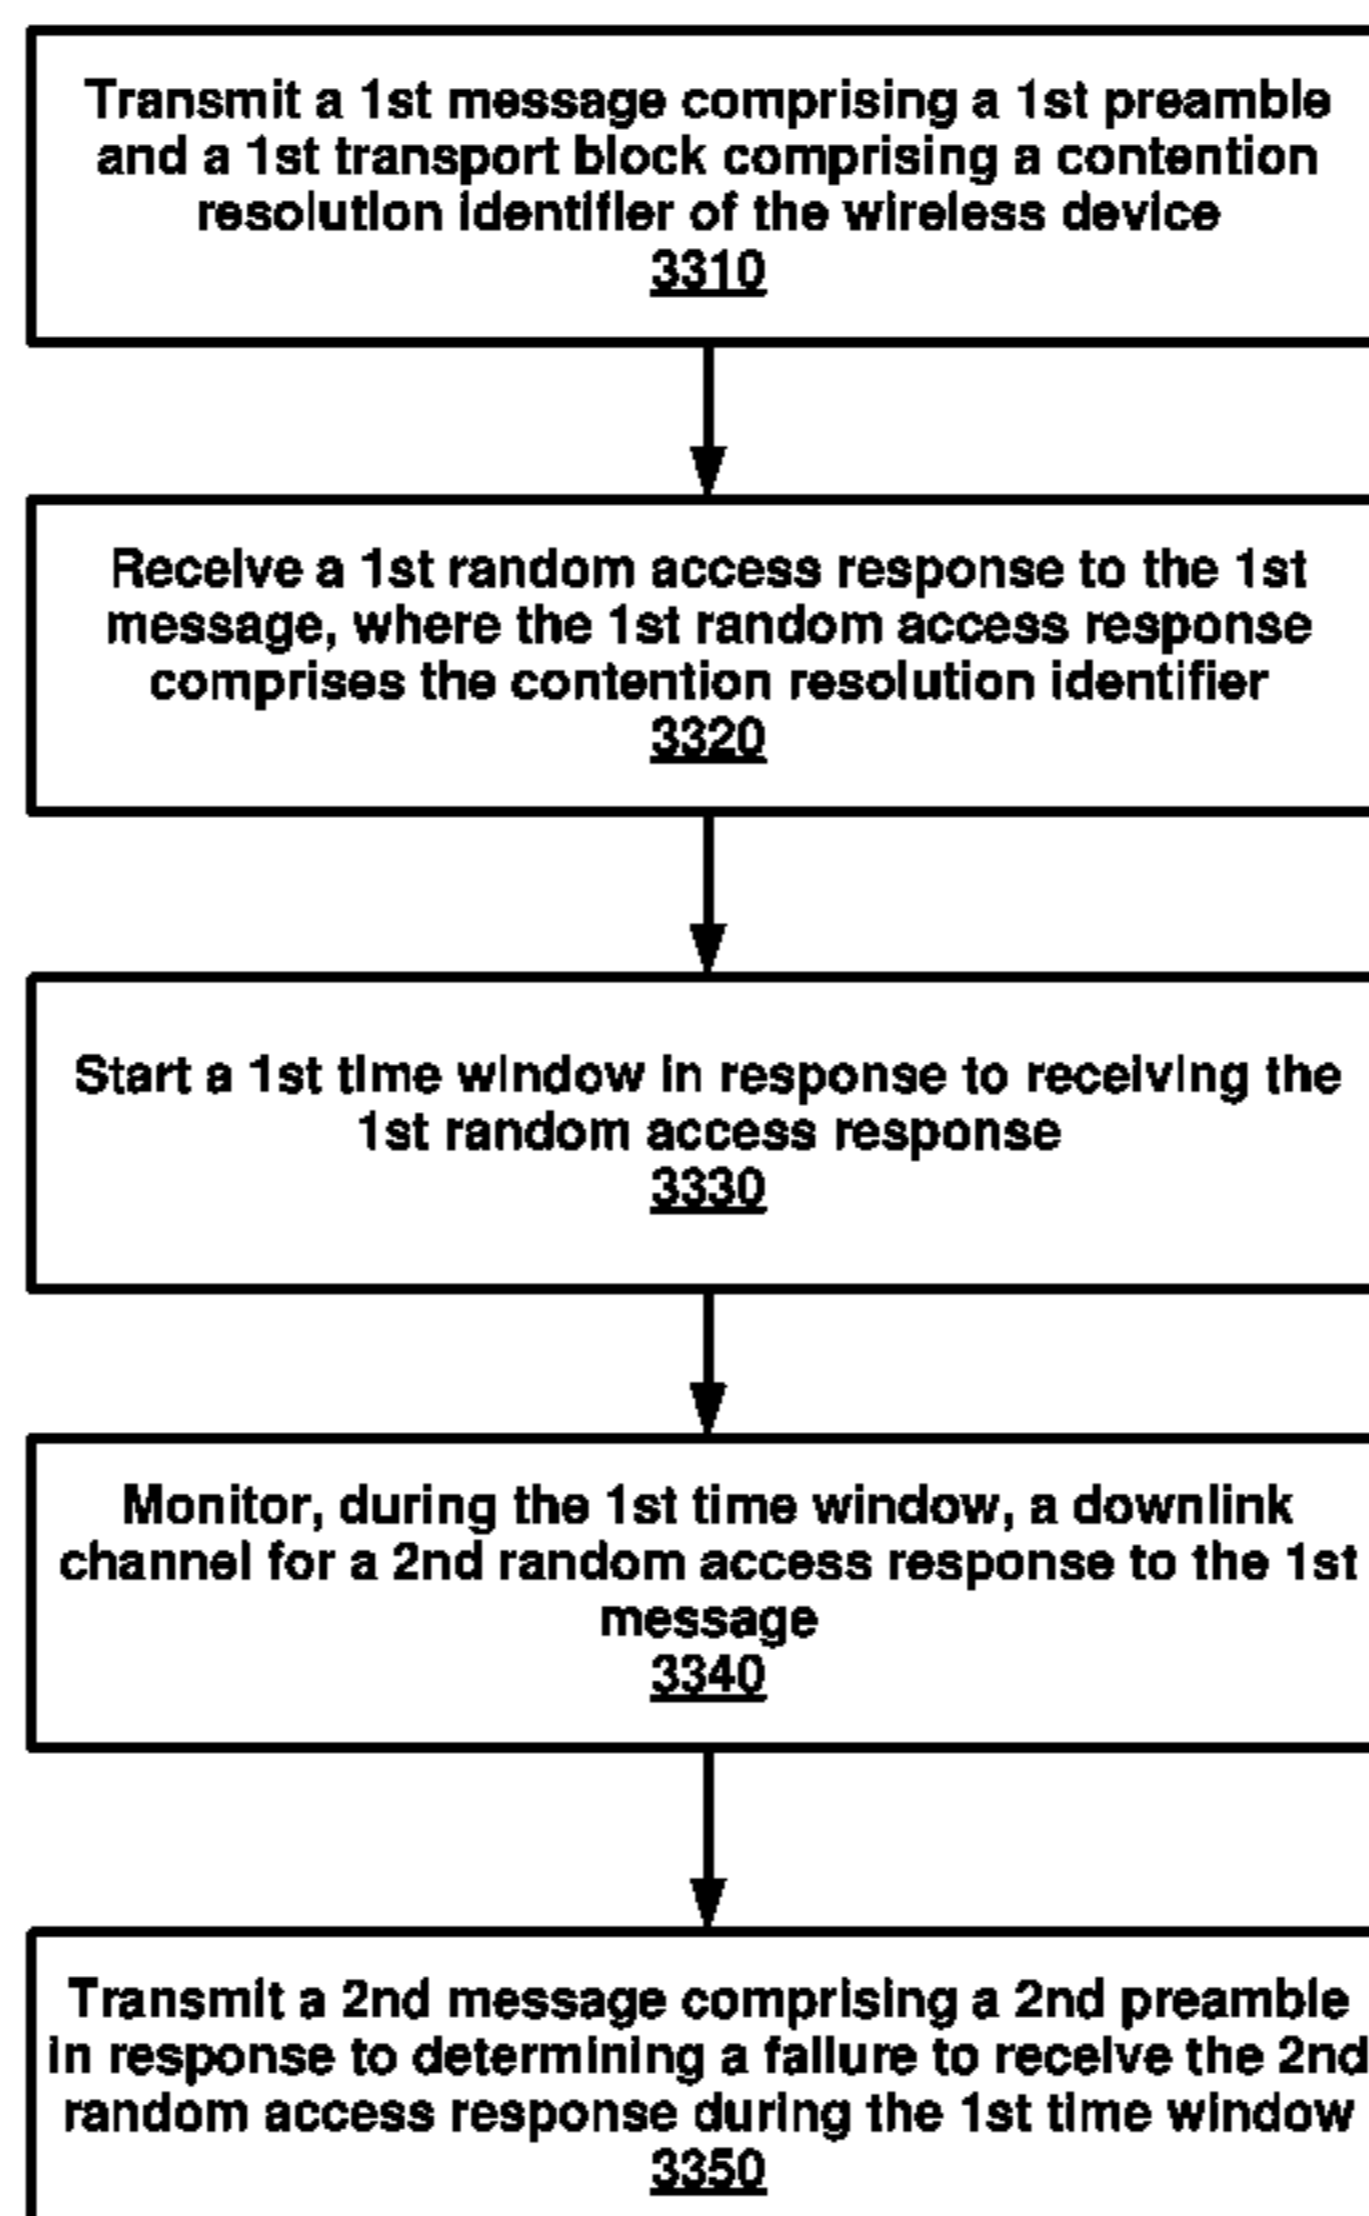 Transmit a 1st message comprising a 1st preamble
and a 1st transport block comprising a contention
resolution identifier of the wireless device
3310
Receive a 1st random access response to the 1st
message, where the 1st random access response
comprises the contention resolution identifier
3320
Start a 1st time window in response to receiving the
1st random access response
3330
Monitor, during the 1st time window, a downlink
channel for a 2nd random access response to the 1st
message
3340
Transmit a 2nd message comprising a 2nd preamble
in response to determining a failure to receive the 2nd
random access response during the 1st time window
3350